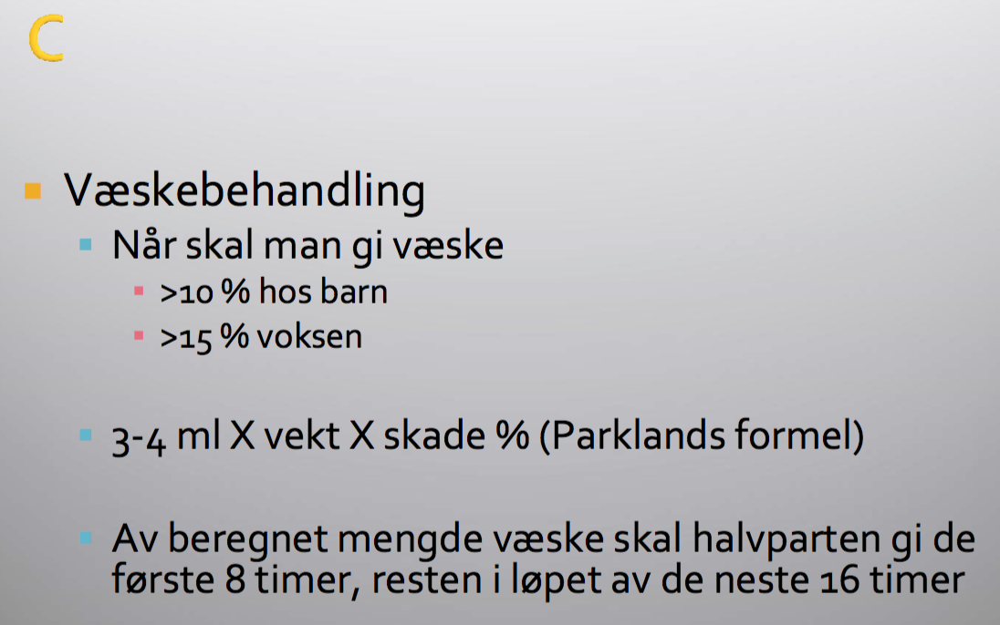 C
Væskebehandling
Når skal man gi væske
>10 % hos barn
>15 % voksen
3-4 ml X vekt X skade % (Parklands formel)
Av beregnet mengde væske skal halvparten gi de
første 8 timer, resten i løpet av de neste 16 timer